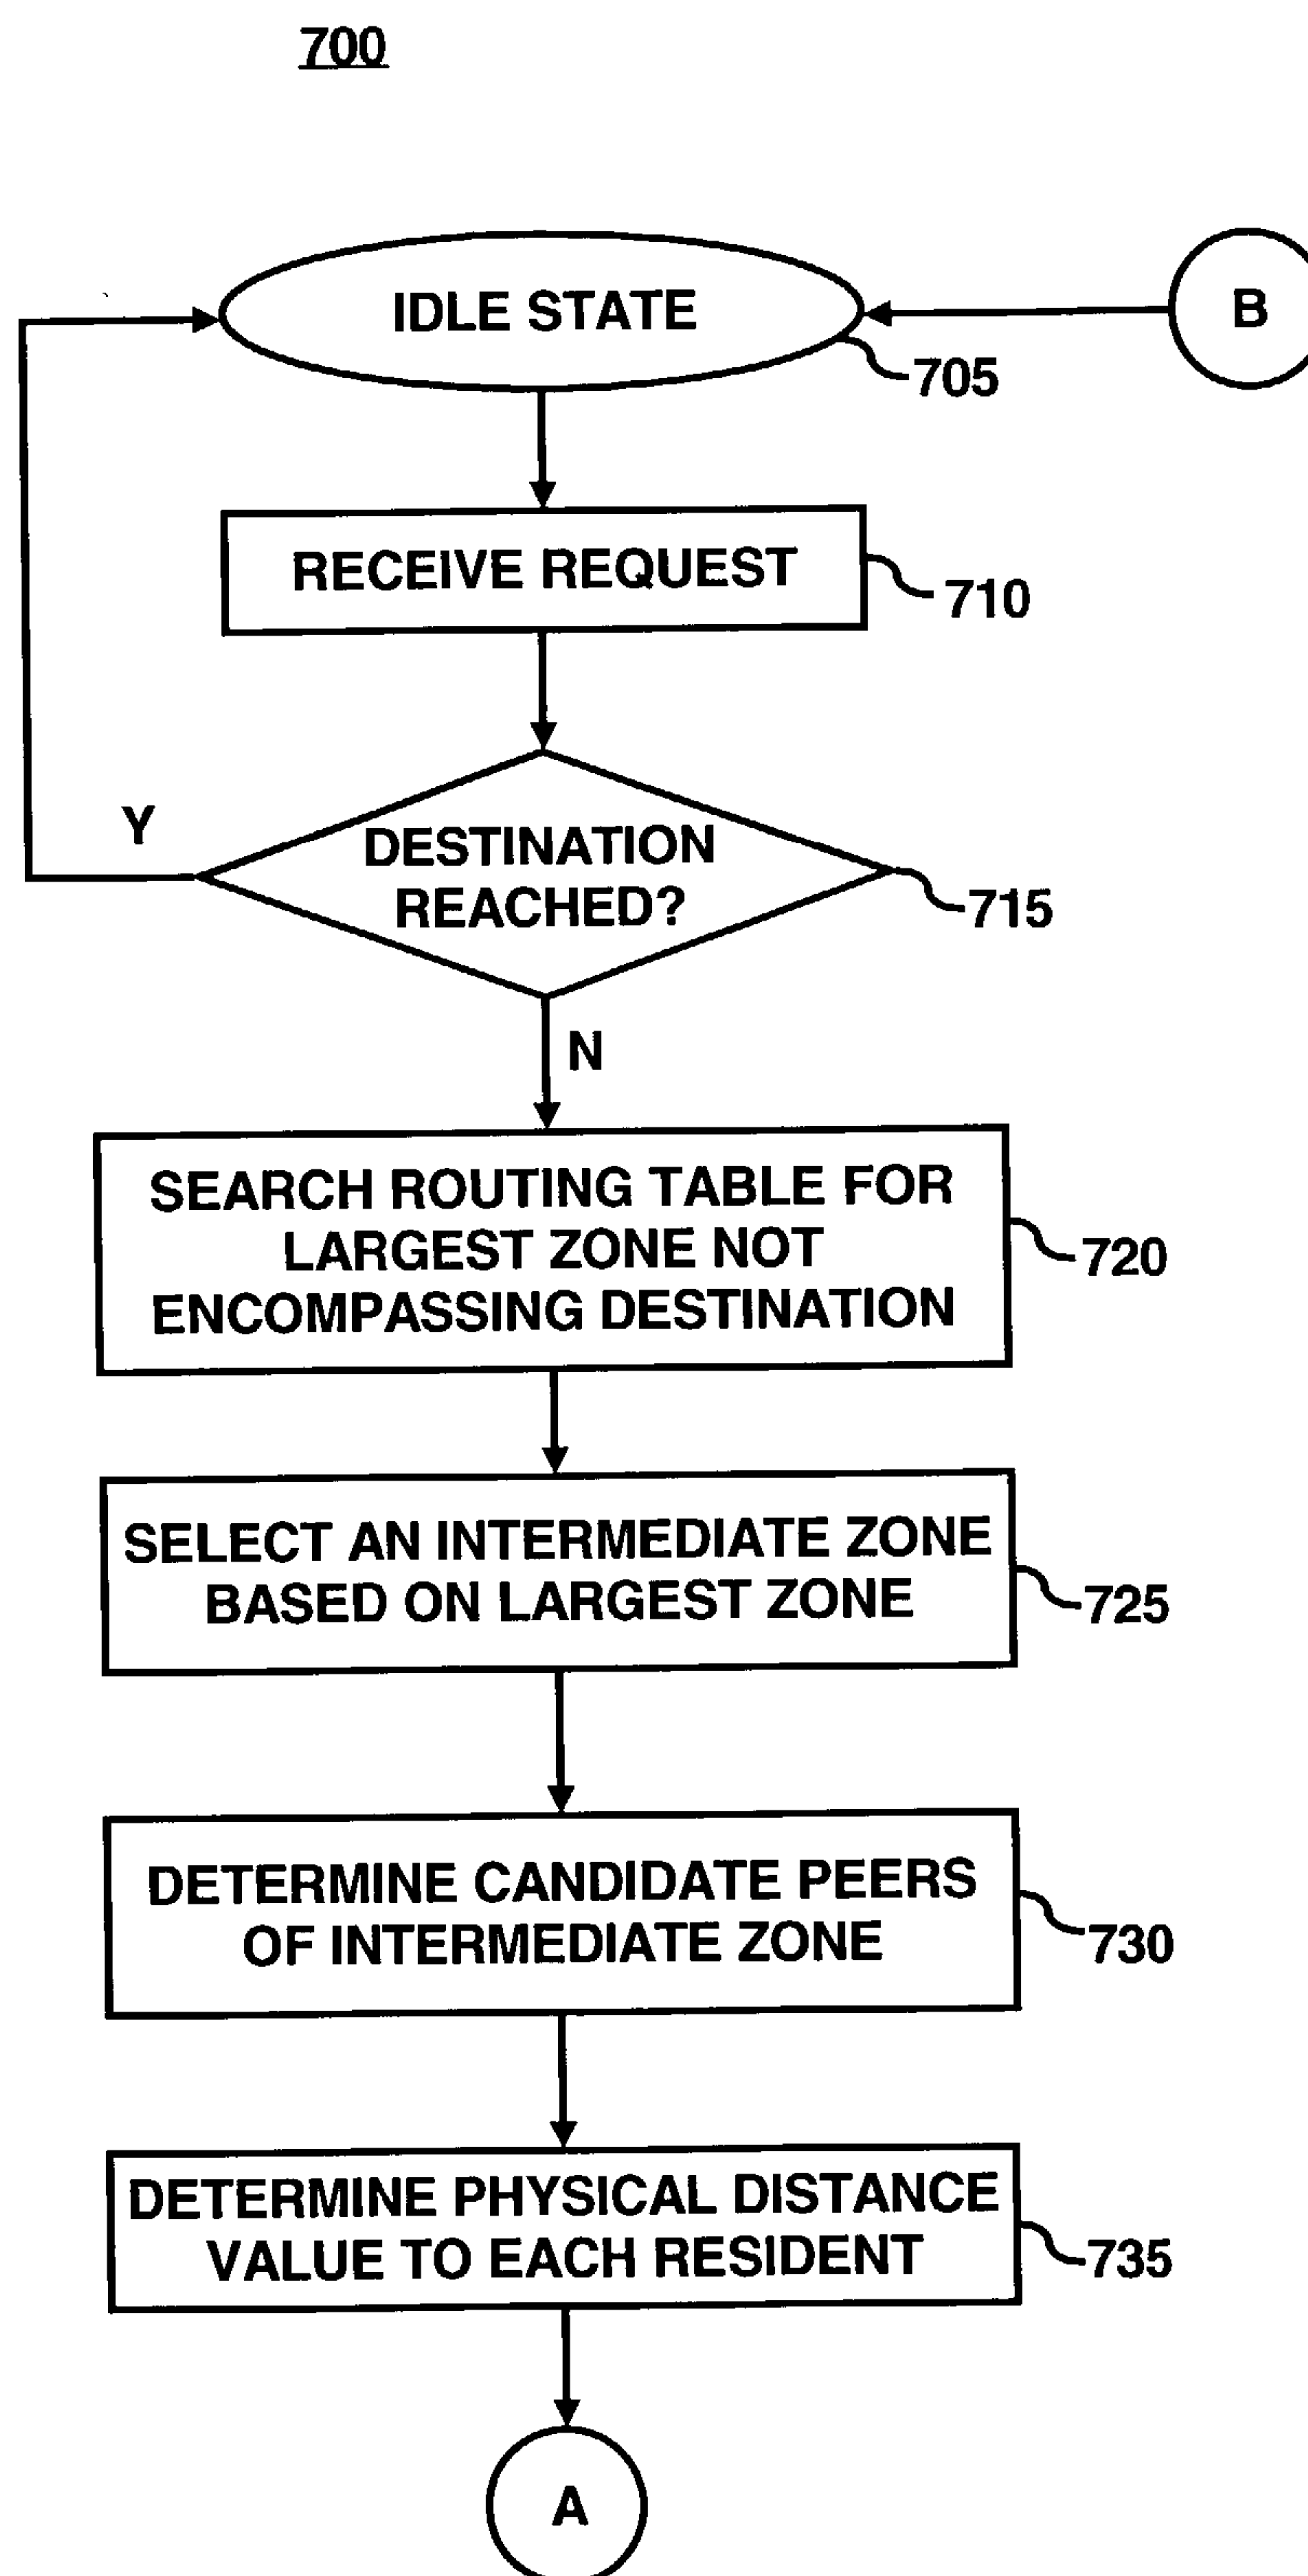 700
IDLE STATE
B
705
RECEIVE REQUEST
710
Y
DESTINATION
REACHED?
715
N
SEARCH ROUTING TABLE FOR
LARGEST ZONE NOT
ENCOMPASSING DESTINATION
720
SELECT AN INTERMEDIATE ZONE
BASED ON LARGEST ZONE
725
DETERMINE CANDIDATE PEERS
OF INTERMEDIATE ZONE
730
DETERMINE PHYSICAL DISTANCE
VALUE TO EACH RESIDENT
735
A